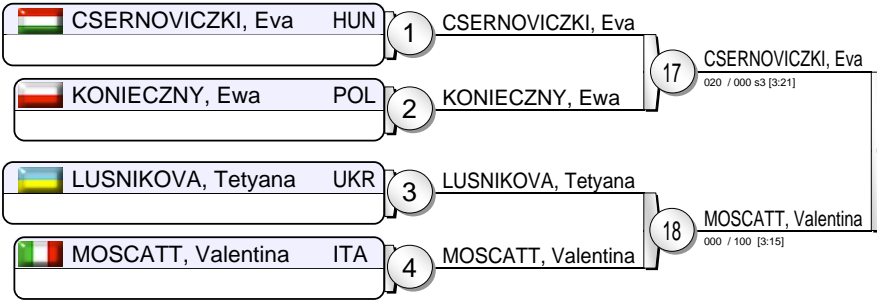 CSERNOVICZKI, Eva HUN
1
CSERNOVICZKI, Eva
17
CSERNOVICZKI, Eva
020 / 000 s3 [3:21]
KONIECZNY, Ewa POL
2
KONIECZNY, Ewa
LUSNIKOVA, Tetyana UKR
3
LUSNIKOVA, Tetyana
18
MOSCATT, Valentina
000 / 100 [3:15]
MOSCATT, Valentina ITA
4
MOSCATT, Valentina